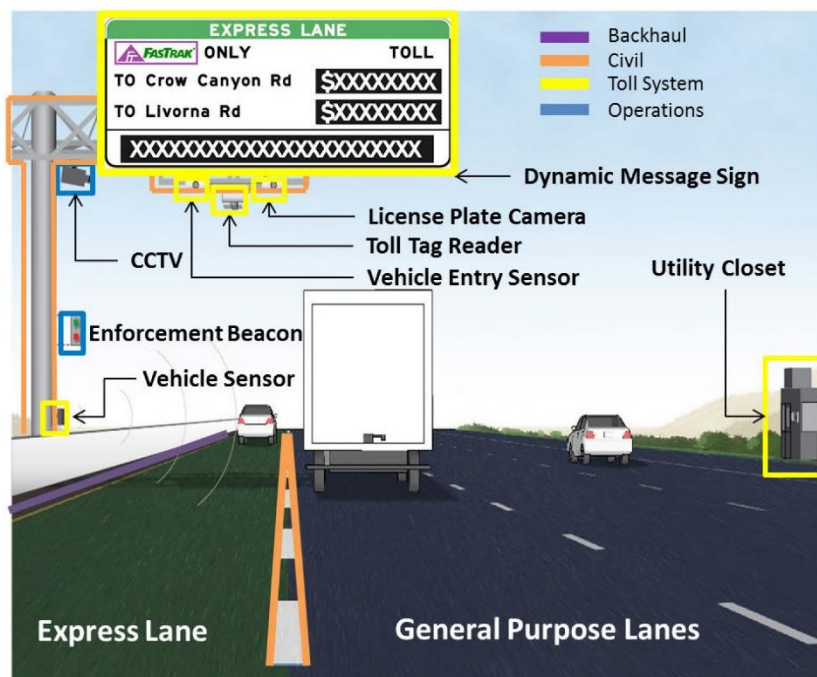 EXPRESS LANE
FASTRAK ONLY TOLL
TO Crow Canyon Rd $XXXXXXXX
TO Livorna Rd $XXXXXXXX
XXXXXXXXXXXXXXXXXXXXXXXX
Backhaul
Civil
Toll System
Operations
Dynamic Message Sign
License Plate Camera
Toll Tag Reader
CCTV
Vehicle Entry Sensor
Utility Closet
Enforcement Beacon
Vehicle Sensor
Express Lane
General Purpose Lanes